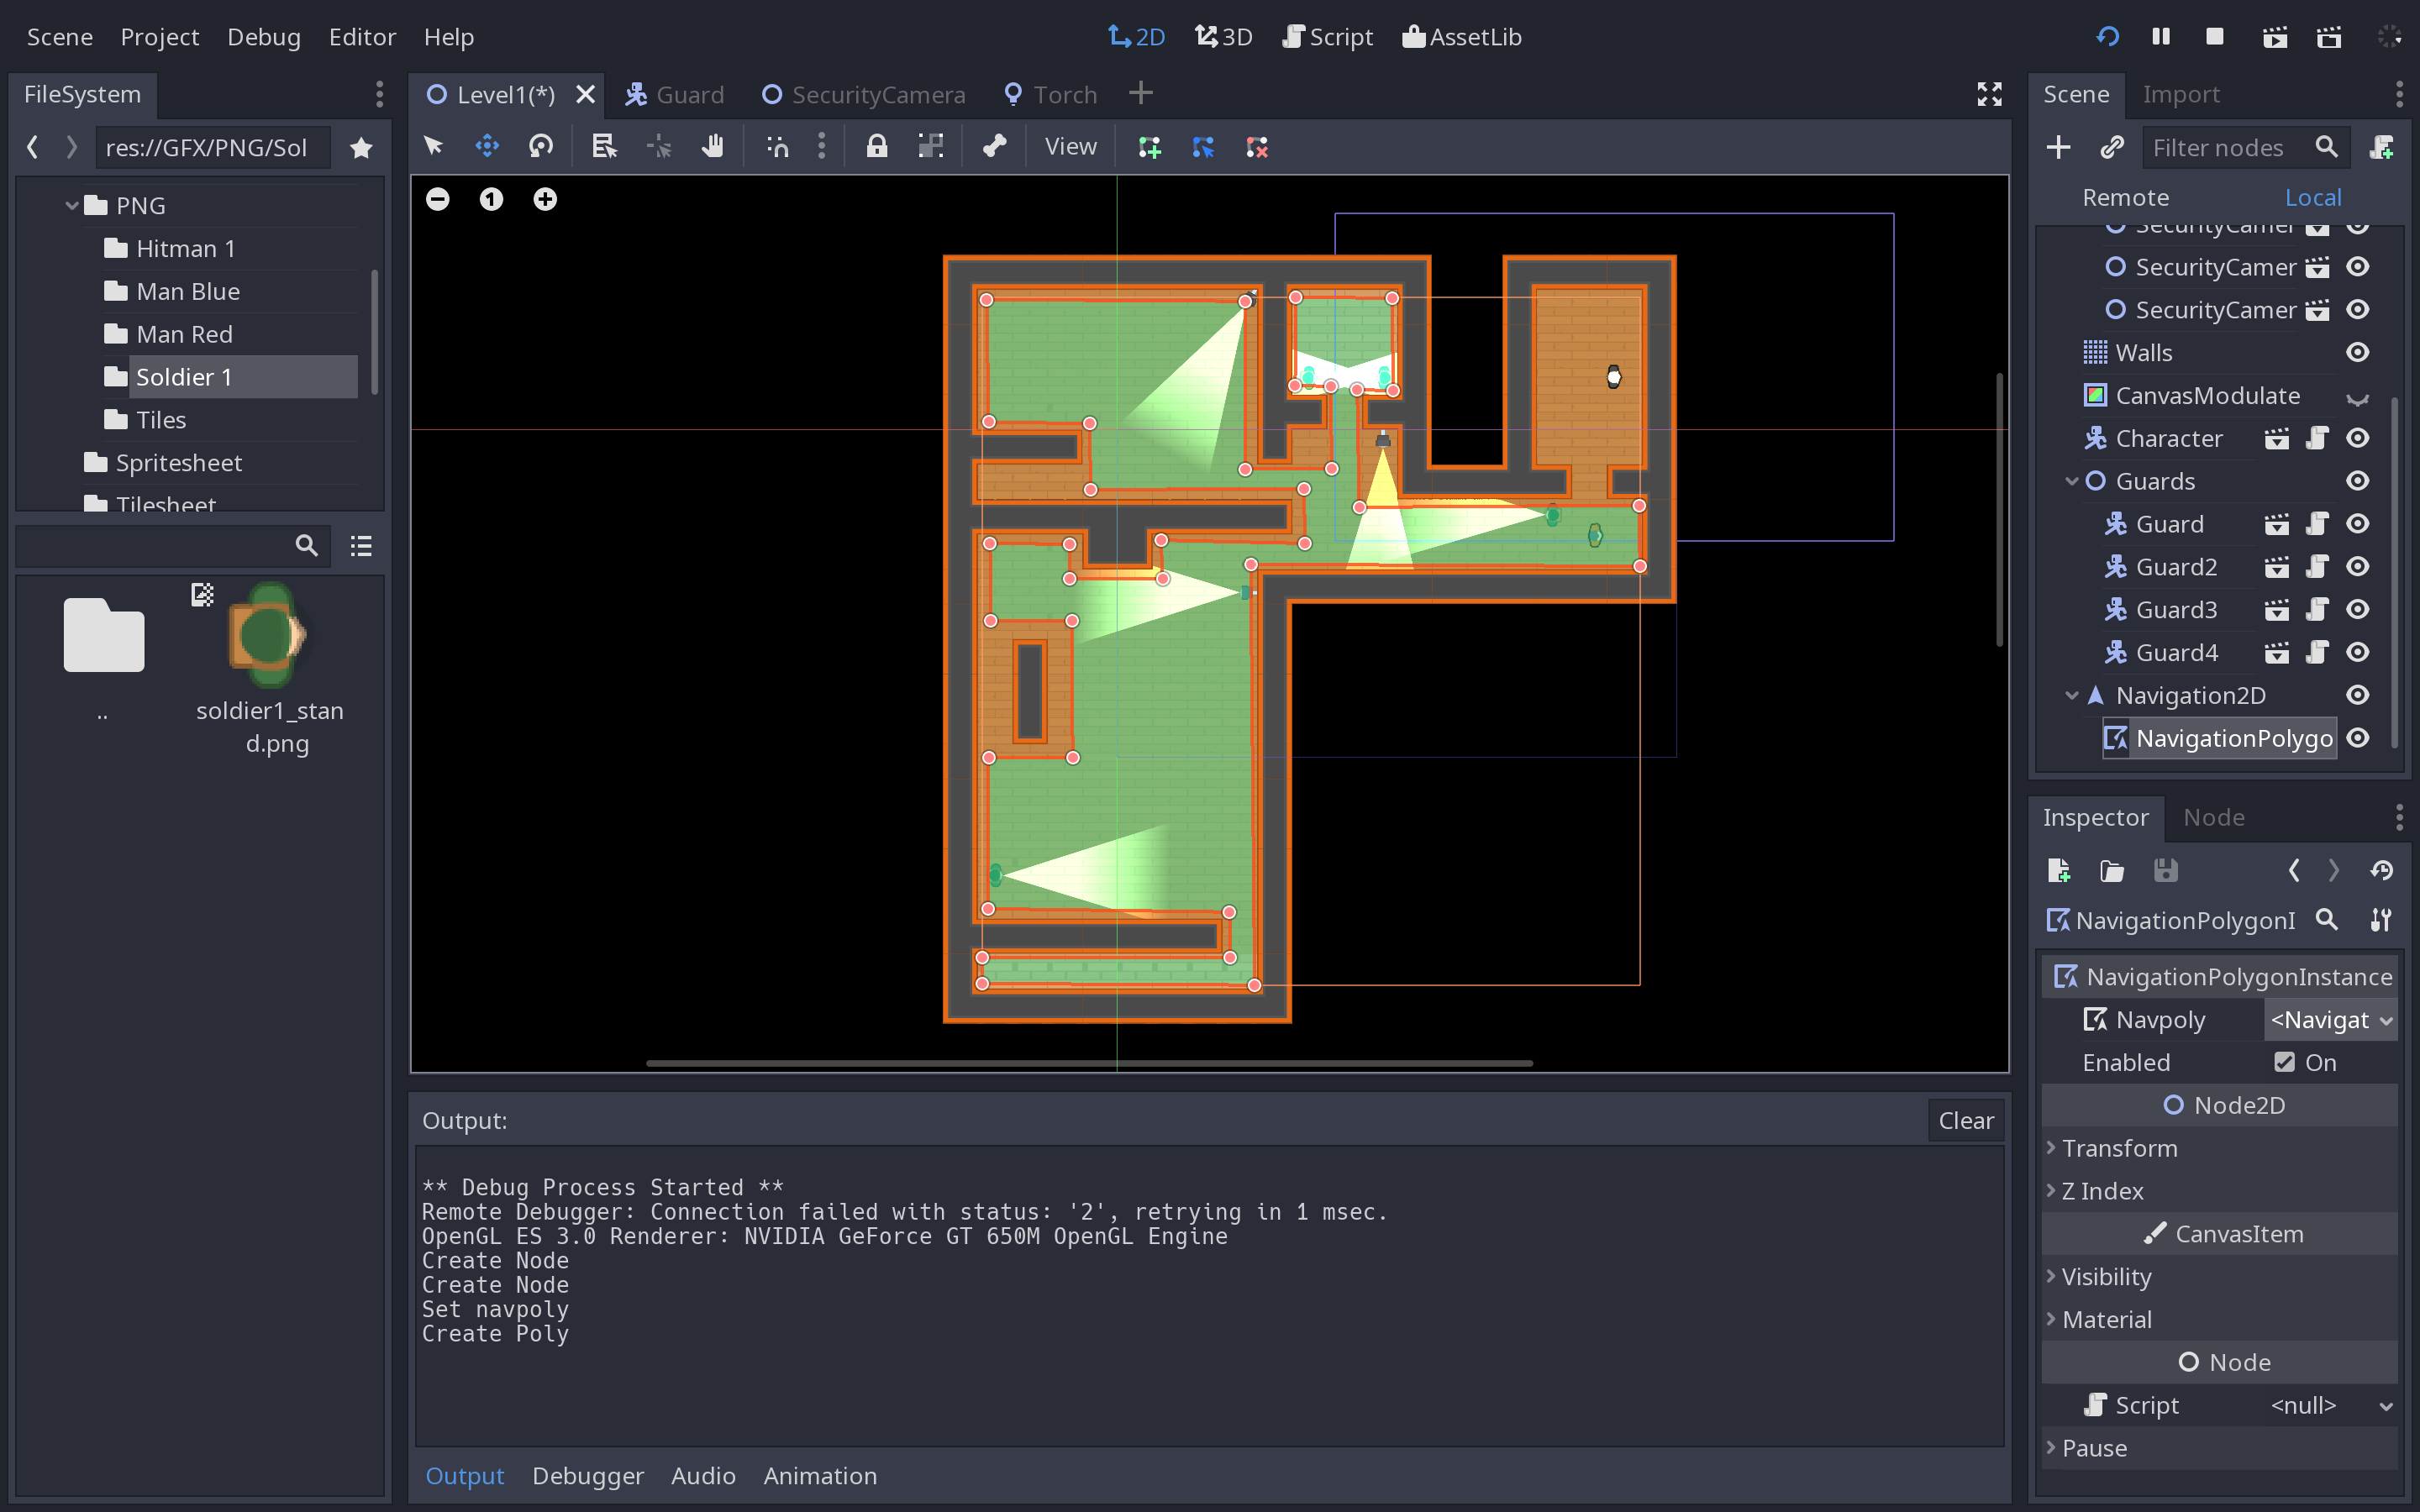 Scene Project Debug Editor Help
2D 3D Script AssetLib
FileSystem
Level1(*) Guard SecurityCamera Torch
Scene Import
res://GFX/PNG/Sol
View
Filter nodes
Remote Local
PNG
Hitman 1
Man Blue
Man Red
Soldier 1
Tiles
Spritesheet
Tilesheet
..
soldier1_stan
d.png
1
SecurityCamer
SecurityCamer
SecurityCamer
Walls
CanvasModulate
Character
Guards
Guard
Guard2
Guard3
Guard4
Navigation2D
NavigationPolygo
Output:
Clear
** Debug Process Started **
Remote Debugger: Connection failed with status: '2', retrying in 1 msec.
OpenGL ES 3.0 Renderer: NVIDIA GeForce GT 650M OpenGL Engine
Create Node
Create Node
Set navpoly
Create Poly
Output Debugger Audio Animation
Inspector Node
NavigationPolygonI
NavigationPolygonInstance
Navpoly <Navigat
Enabled On
Node2D
Transform
Z Index
CanvasItem
Visibility
Material
Node
Script <null>
Pause